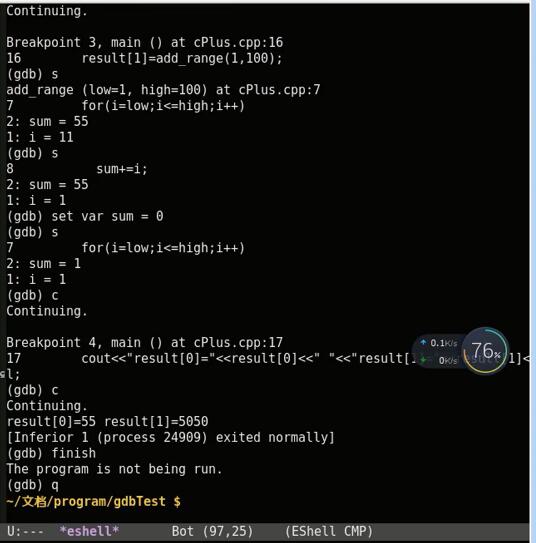 Continuing.
Breakpoint 3, main () at cPlus.cpp:16
16 result[1]=add_range(1,100);
(gdb) s
add_range (low=1, high=100) at cPlus.cpp:7
7 for(i=low;i<=high;i++)
2: sum = 55
1: i = 11
(gdb) s
8 sum+=i;
2: sum = 55
1: i = 1
(gdb) set var sum = 0
(gdb) s
7 for(i=low;i<=high;i++)
2: sum = 1
1: i = 1
(gdb) c
Continuing.
Breakpoint 4, main () at cPlus.cpp:17
17 cout<<"result[0]="<<result[0]<<" "<<"result[
↑ 0.1K/s
↓ 0K/s
76%
1]<
l;
(gdb) c
Continuing.
result[0]=55 result[1]=5050
[Inferior 1 (process 24909) exited normally]
(gdb) finish
The program is not being run.
(gdb) q
~/文档/program/gdbTest $
U:--- *eshell* Bot (97,25) (EShell CMP)